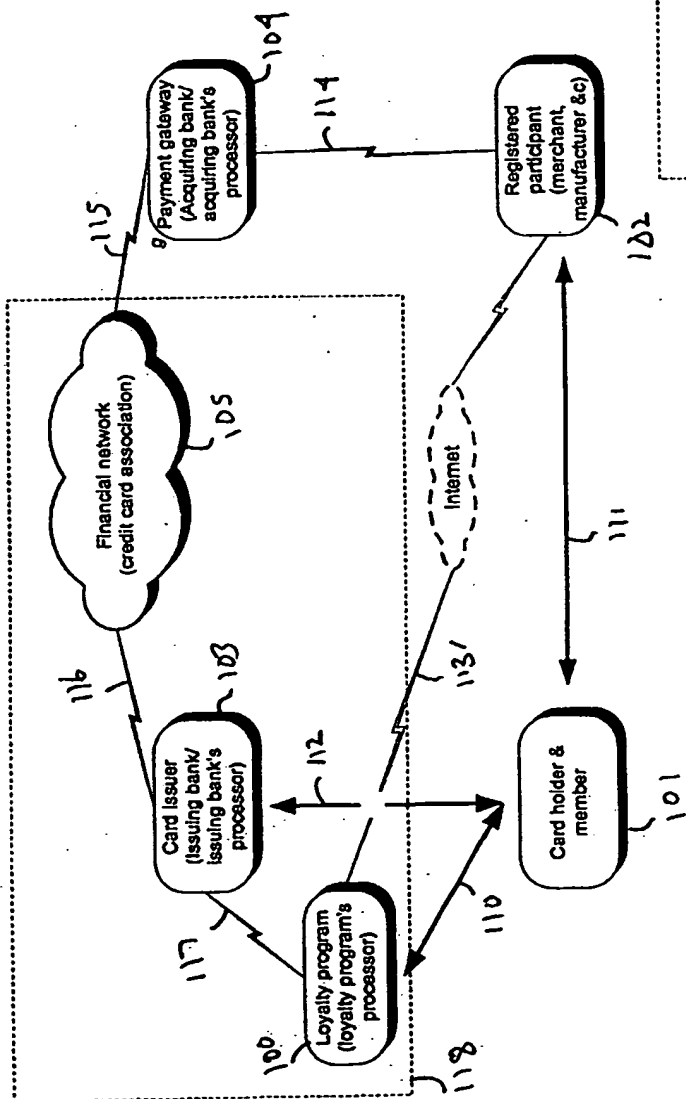 115
g Payment gateway
(Acquiring bank/
acquiring bank's
processor)
104
114
Financial network
(credit card association)
105
Registered
participant
(merchant,
manufacturer &c)
102
Internet
116
Card issuer
(Issuing bank/
issuing bank's
processor)
103
112
113
111
117
Loyalty program
(loyalty program's
processor)
100
110
Card holder &
member
101
118